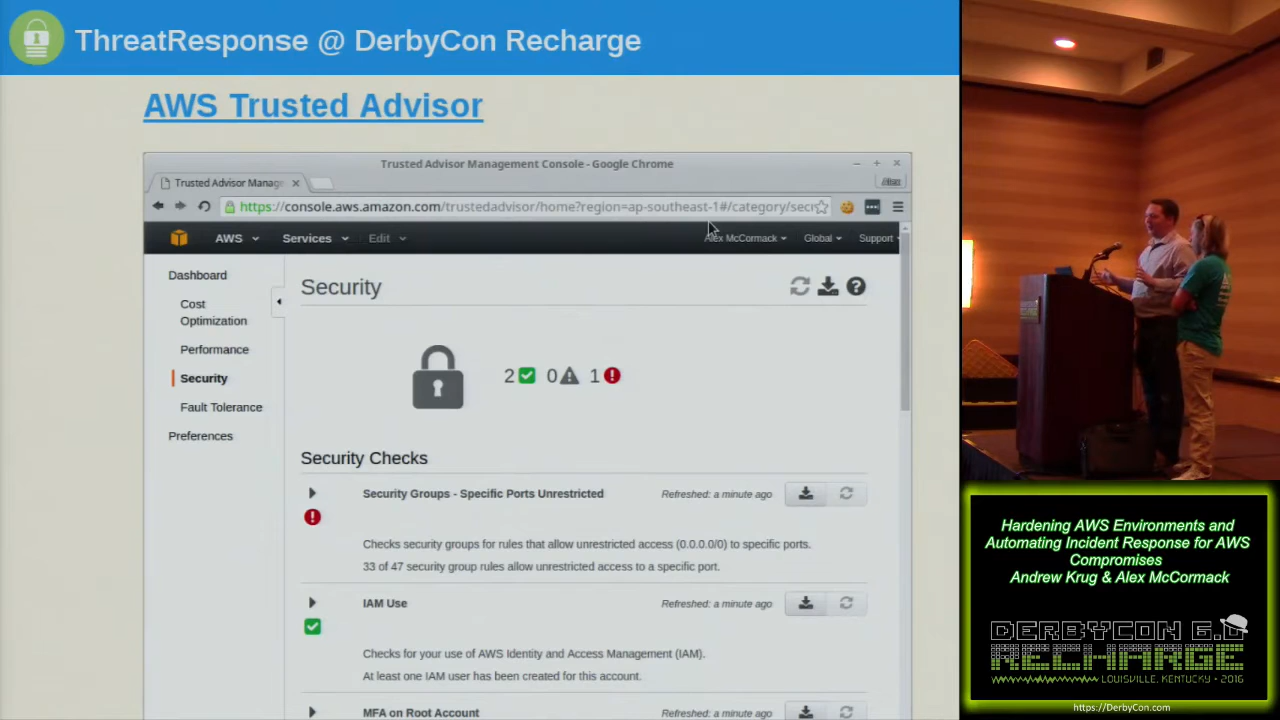 ThreatResponse @ DerbyCon Recharge
AWS Trusted Advisor
Trusted Advisor Management Console - Google Chrome
Trusted Advisor Manag
https://console.aws.amazon.com/trustedadvisor/home?region=ap-southeast-1#/category/secu
AWS Services Edit Alex McCormack Global Support
Dashboard
Cost
Optimization
Performance
Security
Fault Tolerance
Preferences
Security
2 0 1
Security Checks
Security Groups - Specific Ports Unrestricted Refreshed: a minute ago
Checks security groups for rules that allow unrestricted access (0.0.0.0/0) to specific ports.
33 of 47 security group rules allow unrestricted access to a specific port.
IAM Use Refreshed: a minute ago
Checks for your use of AWS Identity and Access Management (IAM).
At least one IAM user has been created for this account.
MFA on Root Account Refreshed: a minute ago
Hardening AWS Environments and
Automating Incident Response for AWS
Compromises
Andrew Krug & Alex McCormack
DERBYCON 6.0
RECHARGE
LOUISVILLE, KENTUCKY • 2016
https://DerbyCon.com